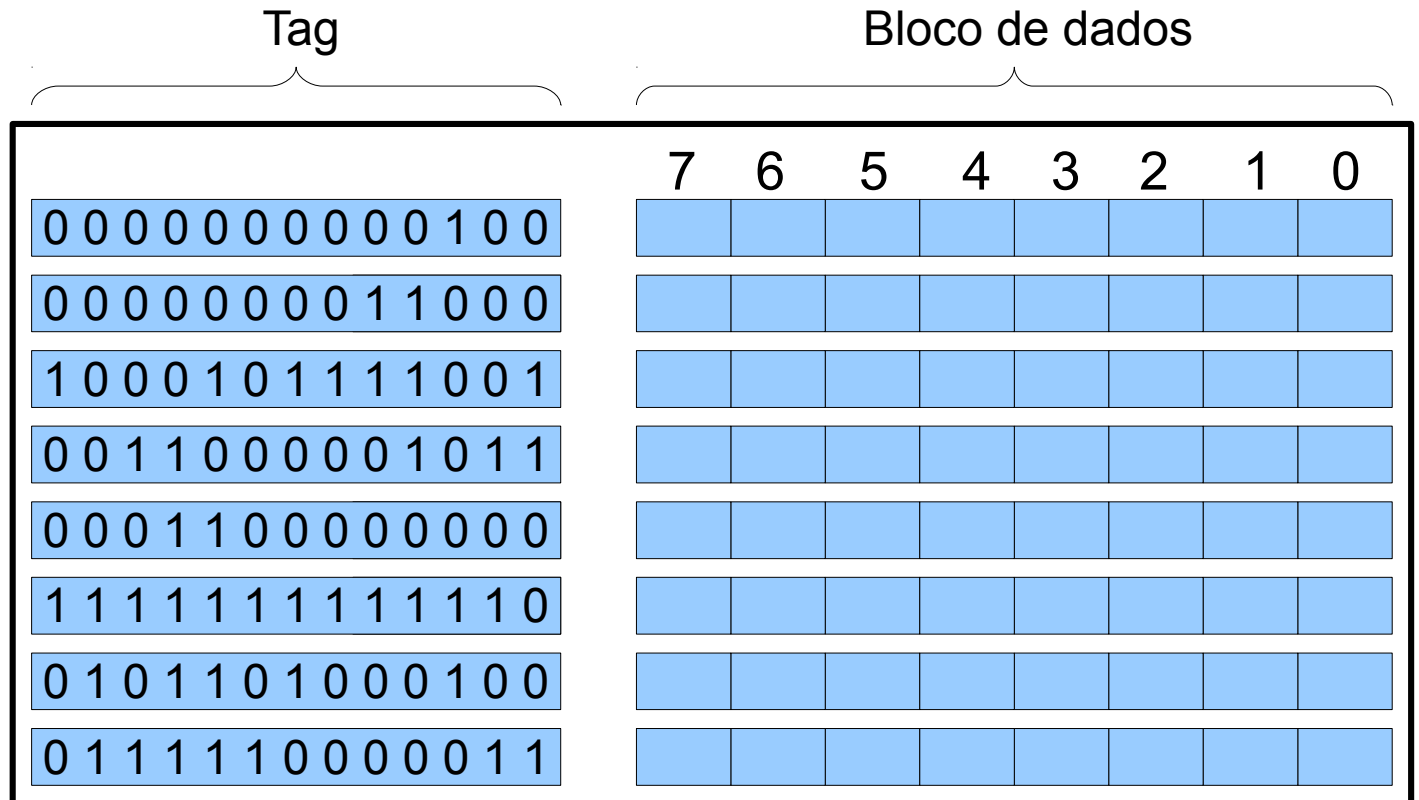 Tag Bloco de dados
7 6 5 4 3 2 1 0
0 0 0 0 0 0 0 0 0 0 1 0 0
0 0 0 0 0 0 0 0 1 1 0 0 0
1 0 0 0 1 0 1 1 1 1 0 0 1
0 0 1 1 0 0 0 0 0 1 0 1 1
0 0 0 1 1 0 0 0 0 0 0 0 0
1 1 1 1 1 1 1 1 1 1 1 1 0
0 1 0 1 1 0 1 0 0 0 1 0 0
0 1 1 1 1 1 0 0 0 0 0 1 1